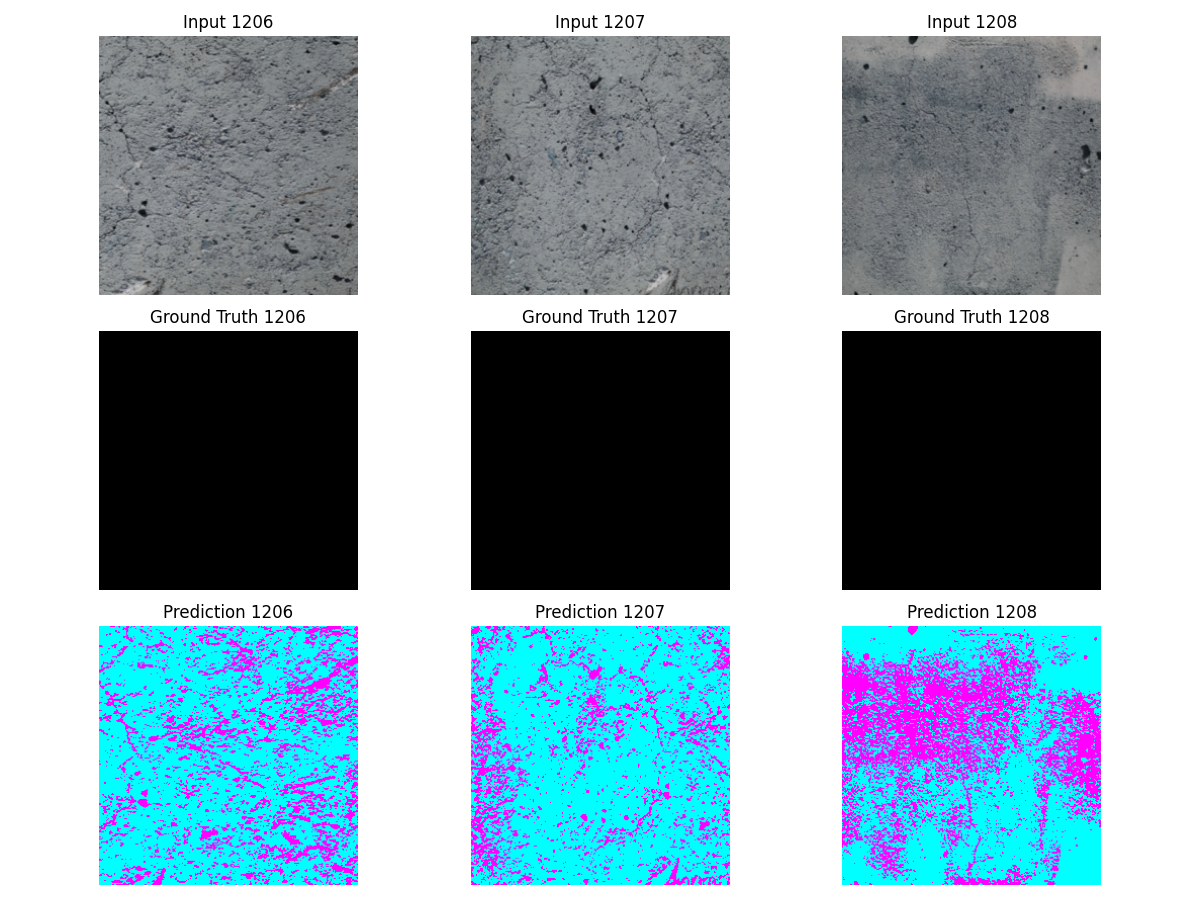 Input 1206
Input 1207
Input 1208
Ground Truth 1206
Ground Truth 1207
Ground Truth 1208
Prediction 1206
Prediction 1207
Prediction 1208